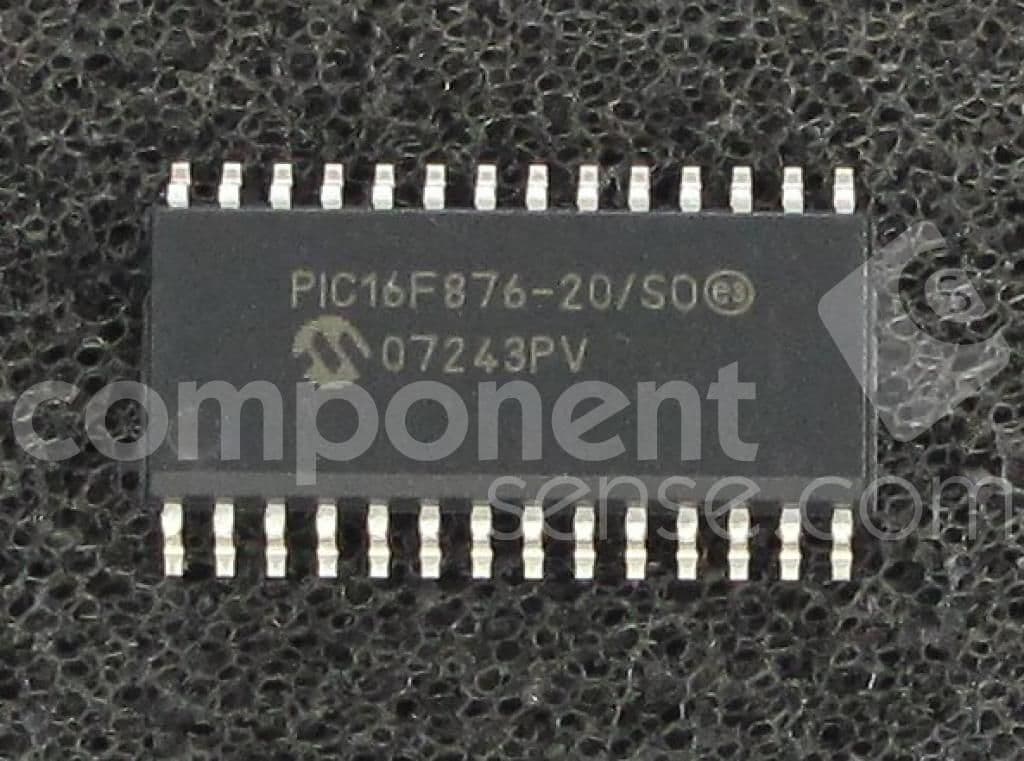 PIC16F876-20/SO e3
07243PV
component
sense.com